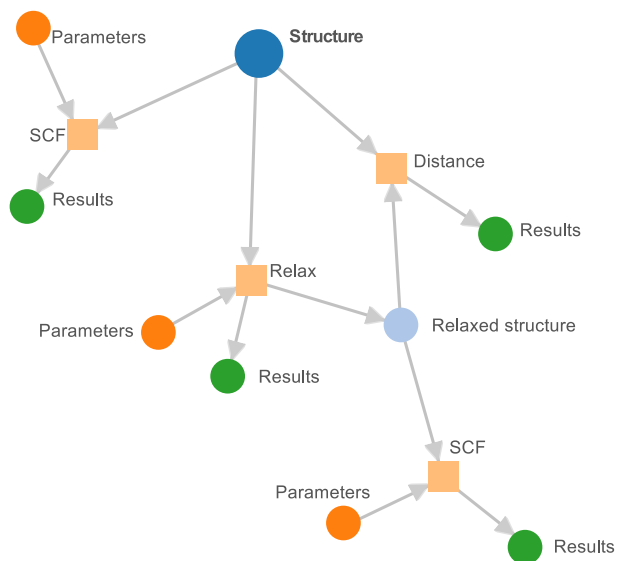 Structure
Parameters
SCF
Distance
Results
Results
Relax
Relaxed structure
Parameters
Results
SCF
Parameters
Results